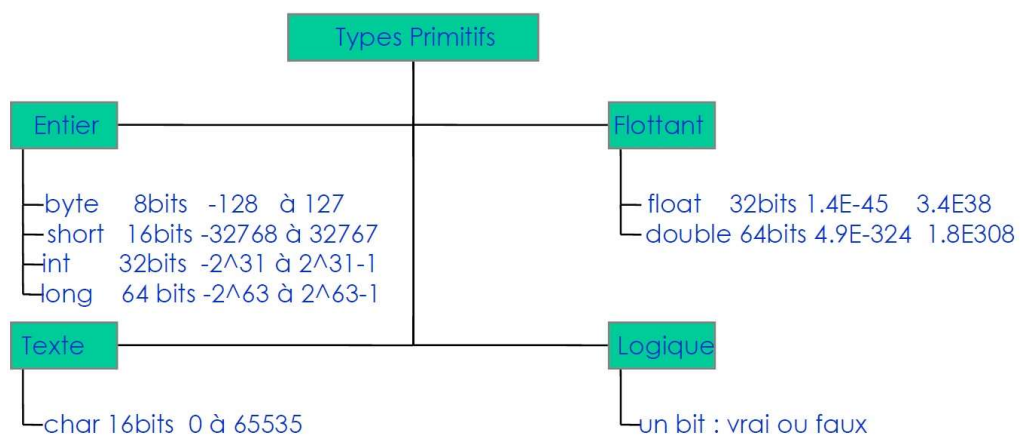 Types Primitifs
Entier
byte 8bits -128 à 127
short 16bits -32768 à 32767
int 32bits -2^31 à 2^31-1
long 64 bits -2^63 à 2^63-1
Flottant
float 32bits 1.4E-45 3.4E38
double 64bits 4.9E-324 1.8E308
Texte
char 16bits 0 à 65535
Logique
un bit : vrai ou faux